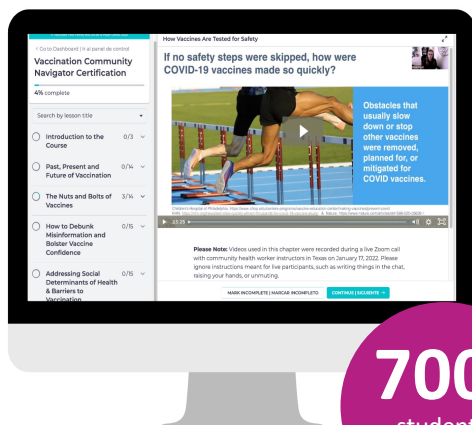 < Go to Dashboard | Ir al panel de control
Vaccination Community
Navigator Certification
4% complete
Search by lesson title
Introduction to the
Course
0/3
Past, Present and
Future of Vaccination
0/14
The Nuts and Bolts of
Vaccines
3/14
How to Debunk
Misinformation and
Bolster Vaccine
Confidence
0/15
Addressing Social
Determinants of Health
& Barriers to
Vaccination
0/15
How Vaccines Are Tested for Safety
If no safety steps were skipped, how were
COVID-19 vaccines made so quickly?
Obstacles that
usually slow
down or stop
other vaccines
were removed,
planned for, or
mitigated for
COVID vaccines.
Please Note: Videos used in this chapter were recorded during a live Zoom call
with community health worker instructors in Texas on January 17, 2022. Please
ignore instructions meant for live participants, such as writing things in the chat,
raising your hands, or unmuting.
MARK INCOMPLETE | MARCAR INCOMPLETO
CONTINUE | SIGUIENTE →
700
student